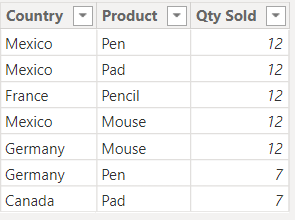 Country Product Qty Sold
Mexico Pen 12
Mexico Pad 12
France Pencil 12
Mexico Mouse 12
Germany Mouse 12
Germany Pen 7
Canada Pad 7